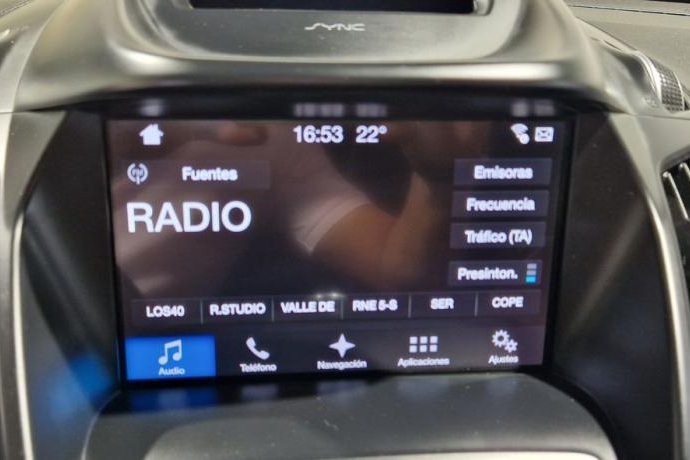 SYNC
16:53 22°
Fuentes
RADIO
Emisoras
Frecuencia
Tráfico (TA)
Presinton.
LOS40 R.STUDIO VALLE DE RNE 5-S SER COPE
Audio Teléfono Navegación Aplicaciones Ajustes